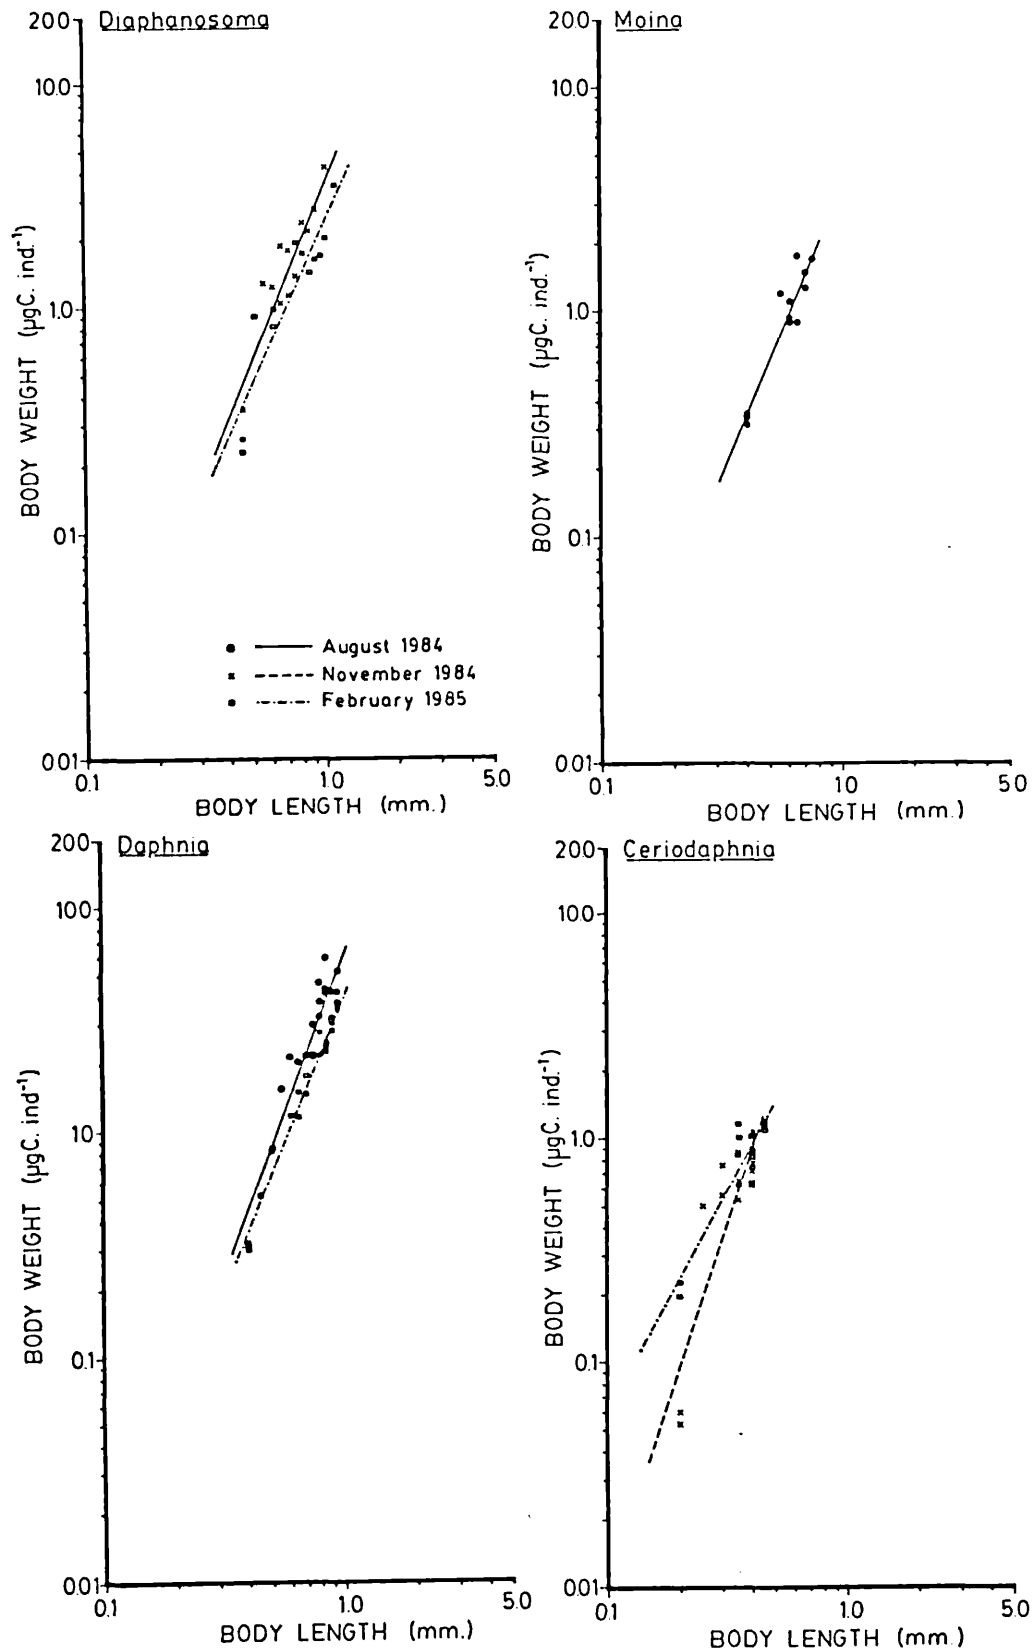 Diaphanosoma
200
10.0
1.0
0.1
0.01
BODY WEIGHT (µgC. ind.⁻¹)
● —— August 1984
x ----- November 1984
■ -·-·-·- February 1985
0.1 1.0 5.0
BODY LENGTH (mm.)
Moina
20.0
10.0
1.0
0.1
0.01
BODY WEIGHT (µgC. ind.⁻¹)
0.1 10 50
BODY LENGTH (mm.)
Daphnia
200
100
10
0.1
0.01
BODY WEIGHT (µgC. ind⁻¹)
0.1 1.0 5.0
BODY LENGTH (mm.)
Ceriodaphnia
200
10.0
1.0
0.1
0.01
BODY WEIGHT (µgC. ind.⁻¹)
0.1 1.0 5.0
BODY LENGTH (mm.)